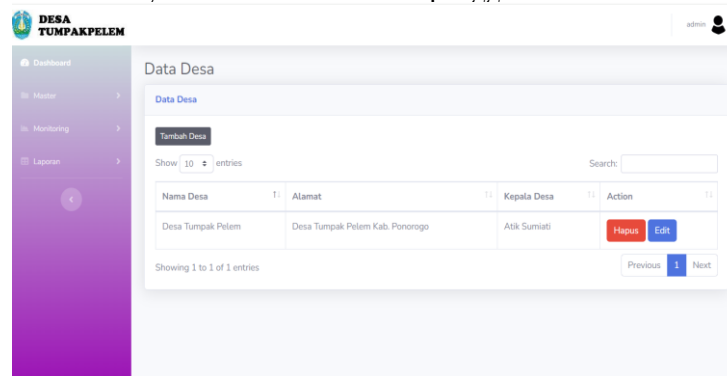 DESA
TUMPAKPELEM
admin
Dashboard
Master
Monitoring
Laporan
Data Desa
Data Desa
Tambah Desa
Show 10 entries
Search:
Nama Desa Alamat Kepala Desa Action
Desa Tumpak Pelem Desa Tumpak Pelem Kab. Ponorogo Atik Sumiati Hapus Edit
Showing 1 to 1 of 1 entries
Previous 1 Next